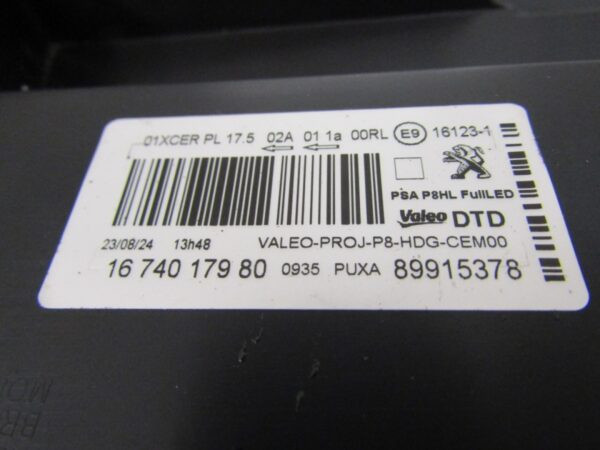 01XCER PL 17.5 02A 01 1a 00RL E9 16123-1
PSA P8HL FullLED
Valeo DTD
23/08/24 13h48 VALEO-PROJ-P8-HDG-CEM00
16 740 179 80 0935 PUXA 89915378